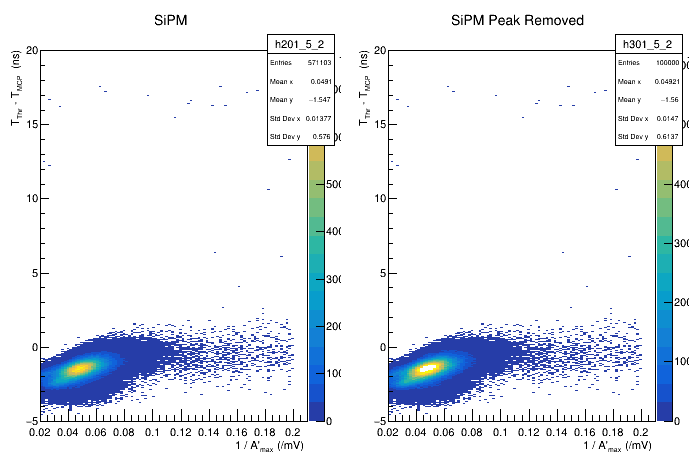 SiPM
h201_5_2
Entries 571103
Mean x 0.0491
Mean y −1.547
Std Dev x 0.01377
Std Dev y 0.576
T_Thr - T_MCP (ns)
20
15
10
5
0
−5
0.02 0.04 0.06 0.08 0.1 0.12 0.14 0.16 0.18 0.2
1 / A'_max (/mV)
500
400
300
200
100
0
SiPM Peak Removed
h301_5_2
Entries 100000
Mean x 0.04921
Mean y −1.56
Std Dev x 0.0147
Std Dev y 0.6137
T_Thr - T_MCP (ns)
20
15
10
5
0
−5
0.02 0.04 0.06 0.08 0.1 0.12 0.14 0.16 0.18 0.2
1 / A'_max (/mV)
400
300
200
100
0